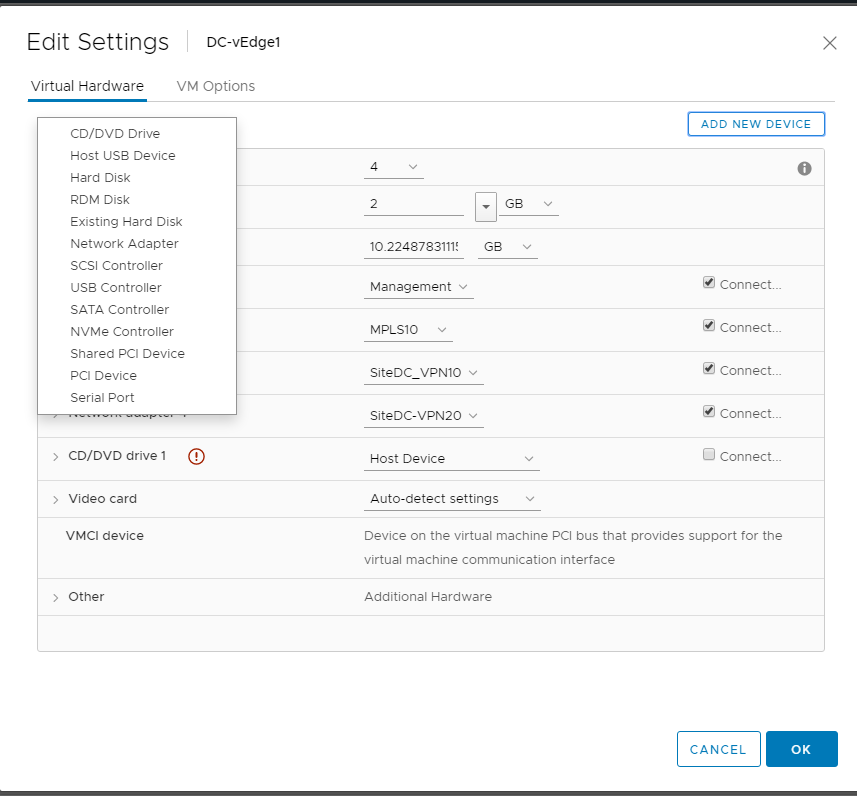 Edit Settings DC-vEdge1
Virtual Hardware VM Options
ADD NEW DEVICE
CD/DVD Drive
Host USB Device
Hard Disk
RDM Disk
Existing Hard Disk
Network Adapter
SCSI Controller
USB Controller
SATA Controller
NVMe Controller
Shared PCI Device
PCI Device
Serial Port
4
2 GB
10.2248783111 GB
Management Connect...
MPLS10 Connect...
SiteDC_VPN10 Connect...
SiteDC-VPN20 Connect...
CD/DVD drive 1 Host Device Connect...
Video card Auto-detect settings
VMCI device Device on the virtual machine PCI bus that provides support for the
virtual machine communication interface
Other Additional Hardware
CANCEL OK